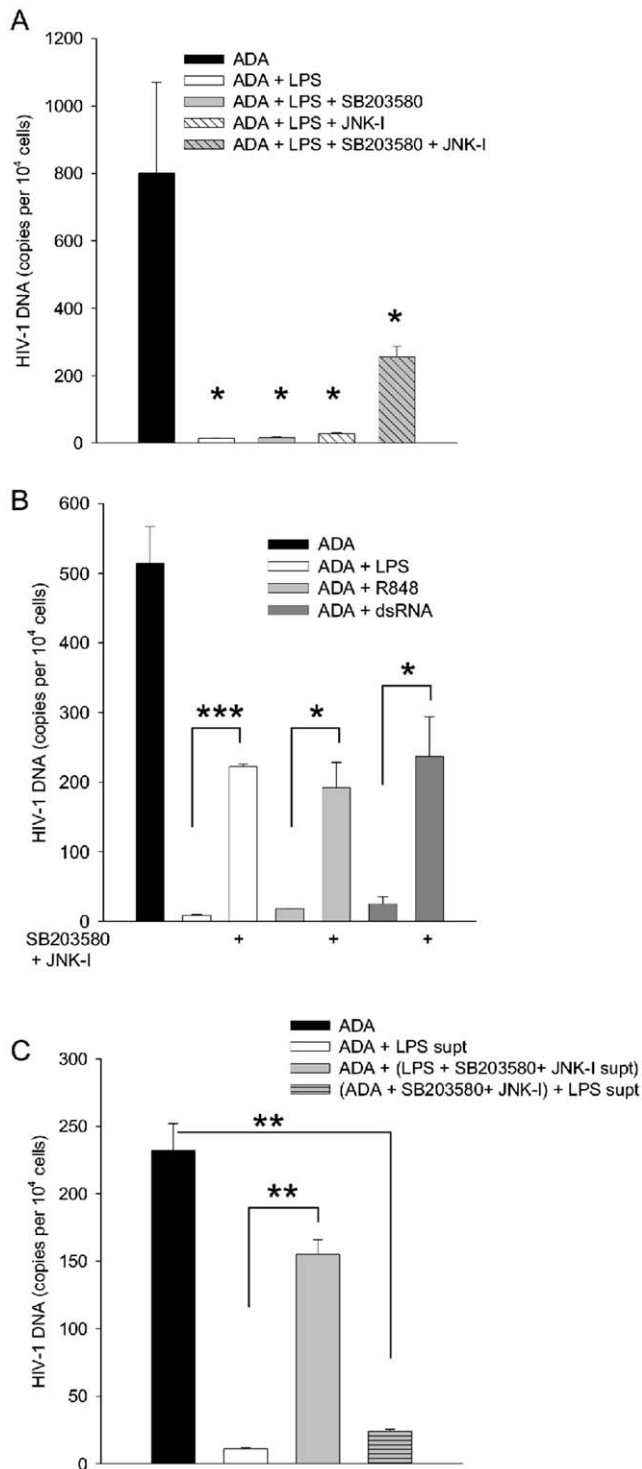 A
1200
1000
800
600
400
200
0
HIV-1 DNA (copies per 10⁴ cells)
ADA
ADA + LPS
ADA + LPS + SB203580
ADA + LPS + JNK-I
ADA + LPS + SB203580 + JNK-I
* * * *
B
600
500
400
300
200
100
0
HIV-1 DNA (copies per 10⁴ cells)
ADA
ADA + LPS
ADA + R848
ADA + dsRNA
*** * *
SB203580 + + +
+ JNK-I
C
300
250
200
150
100
50
0
HIV-1 DNA (copies per 10⁴ cells)
ADA
ADA + LPS supt
ADA + (LPS + SB203580+ JNK-I supt)
(ADA + SB203580+ JNK-I) + LPS supt
**
**